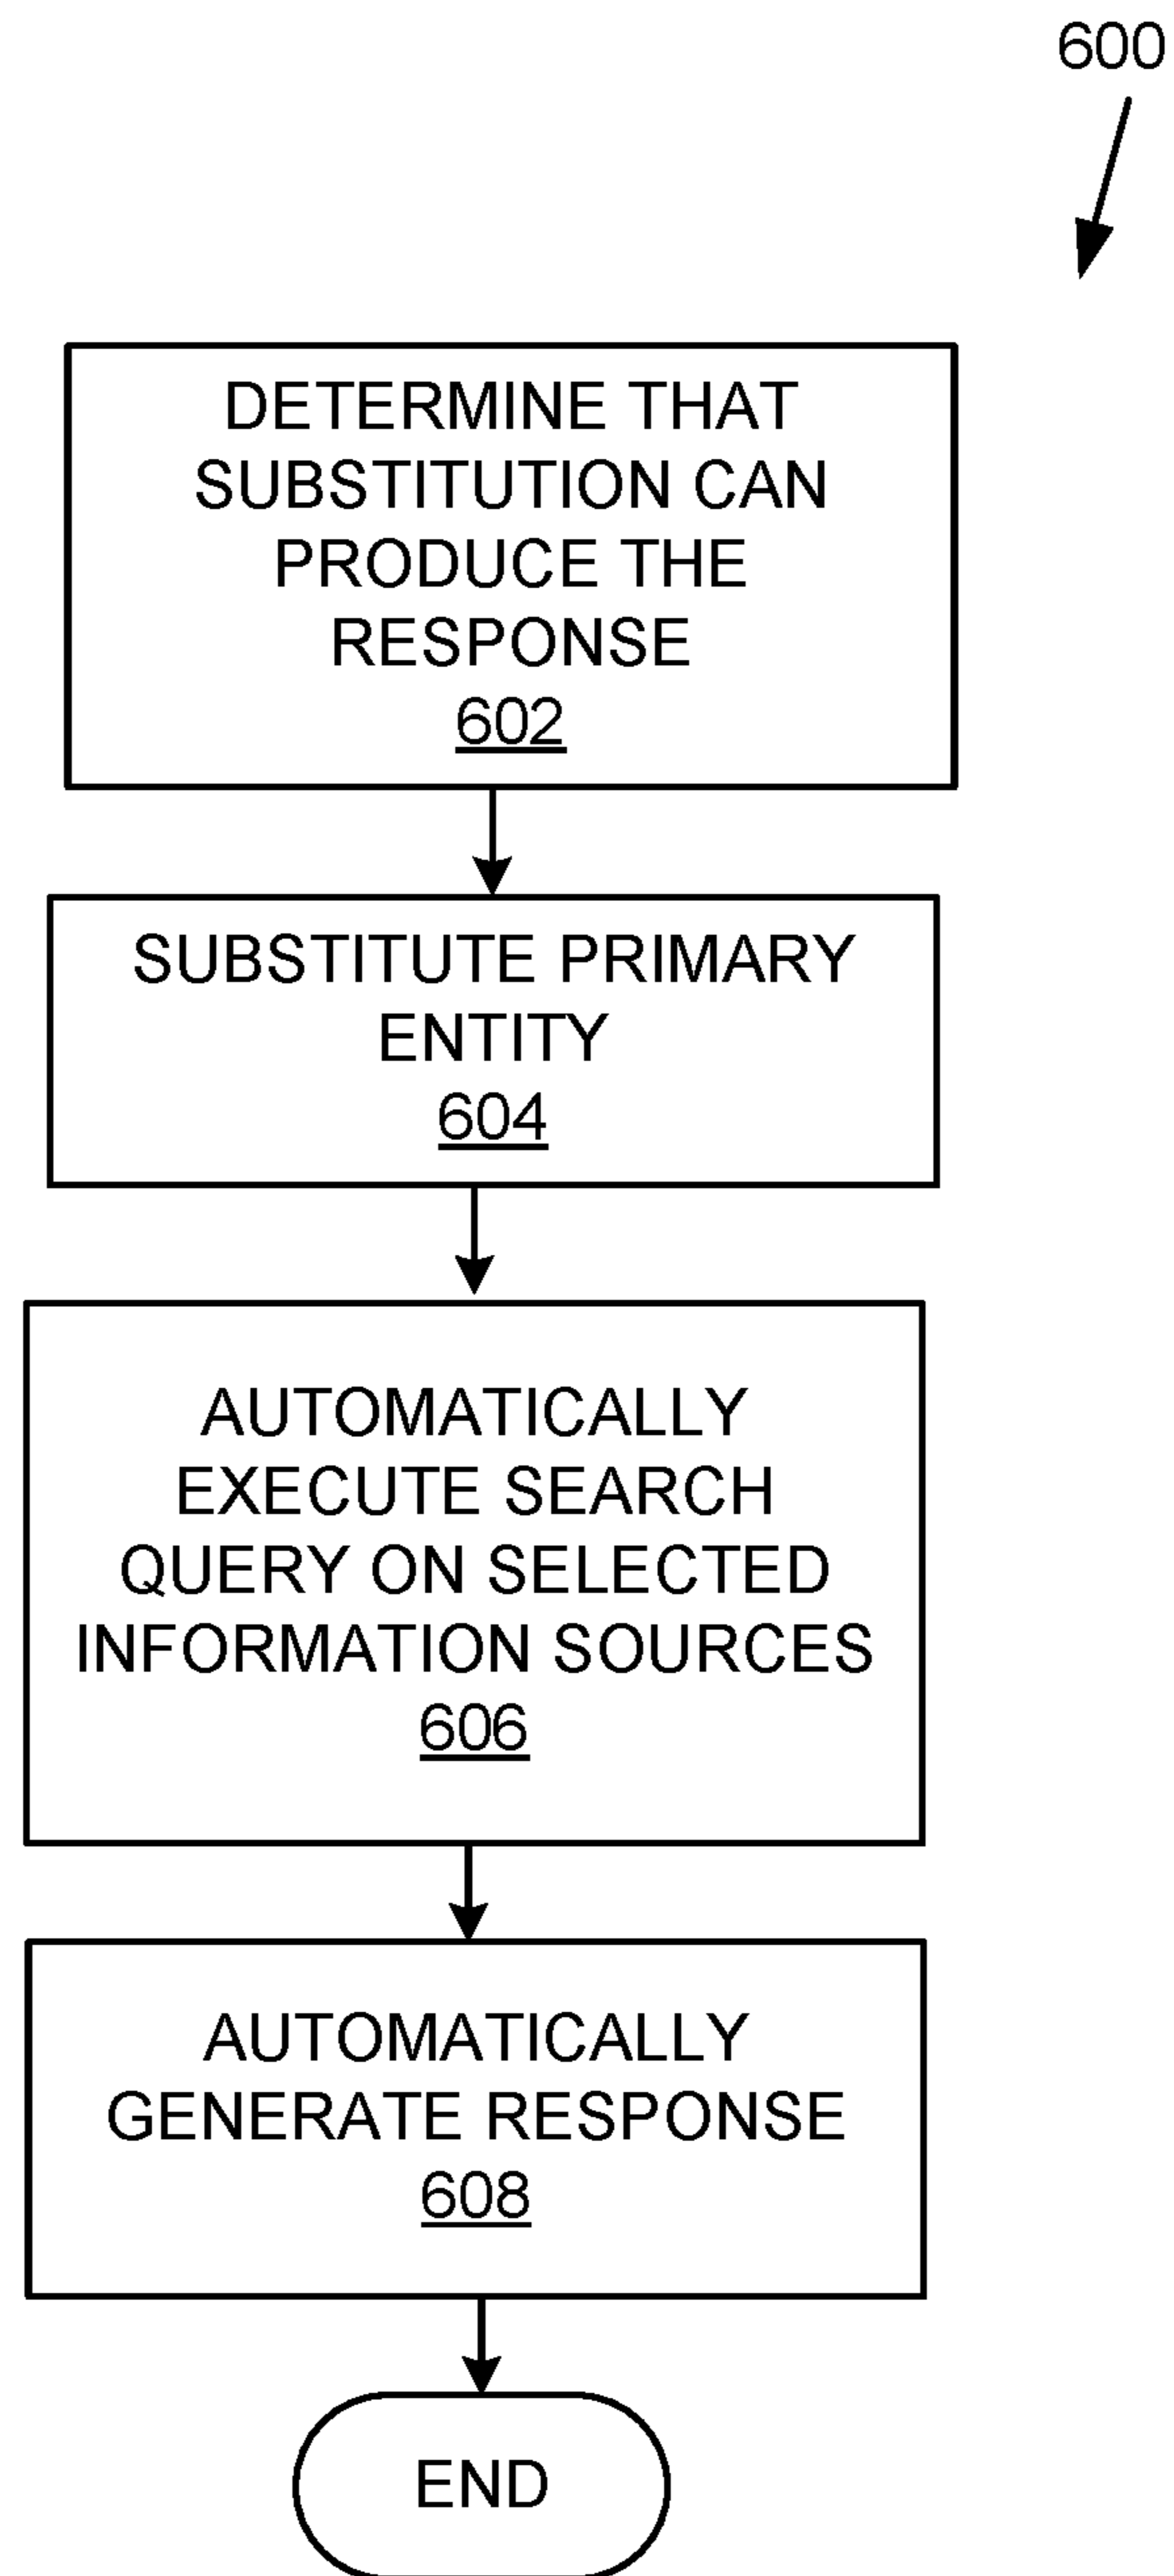 600
DETERMINE THAT
SUBSTITUTION CAN
PRODUCE THE
RESPONSE
602
SUBSTITUTE PRIMARY
ENTITY
604
AUTOMATICALLY
EXECUTE SEARCH
QUERY ON SELECTED
INFORMATION SOURCES
606
AUTOMATICALLY
GENERATE RESPONSE
608
END